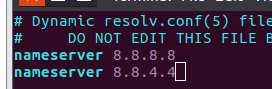 # Dynamic resolv.conf(5) file
#     DO NOT EDIT THIS FILE B
nameserver 8.8.8.8
nameserver 8.8.4.4